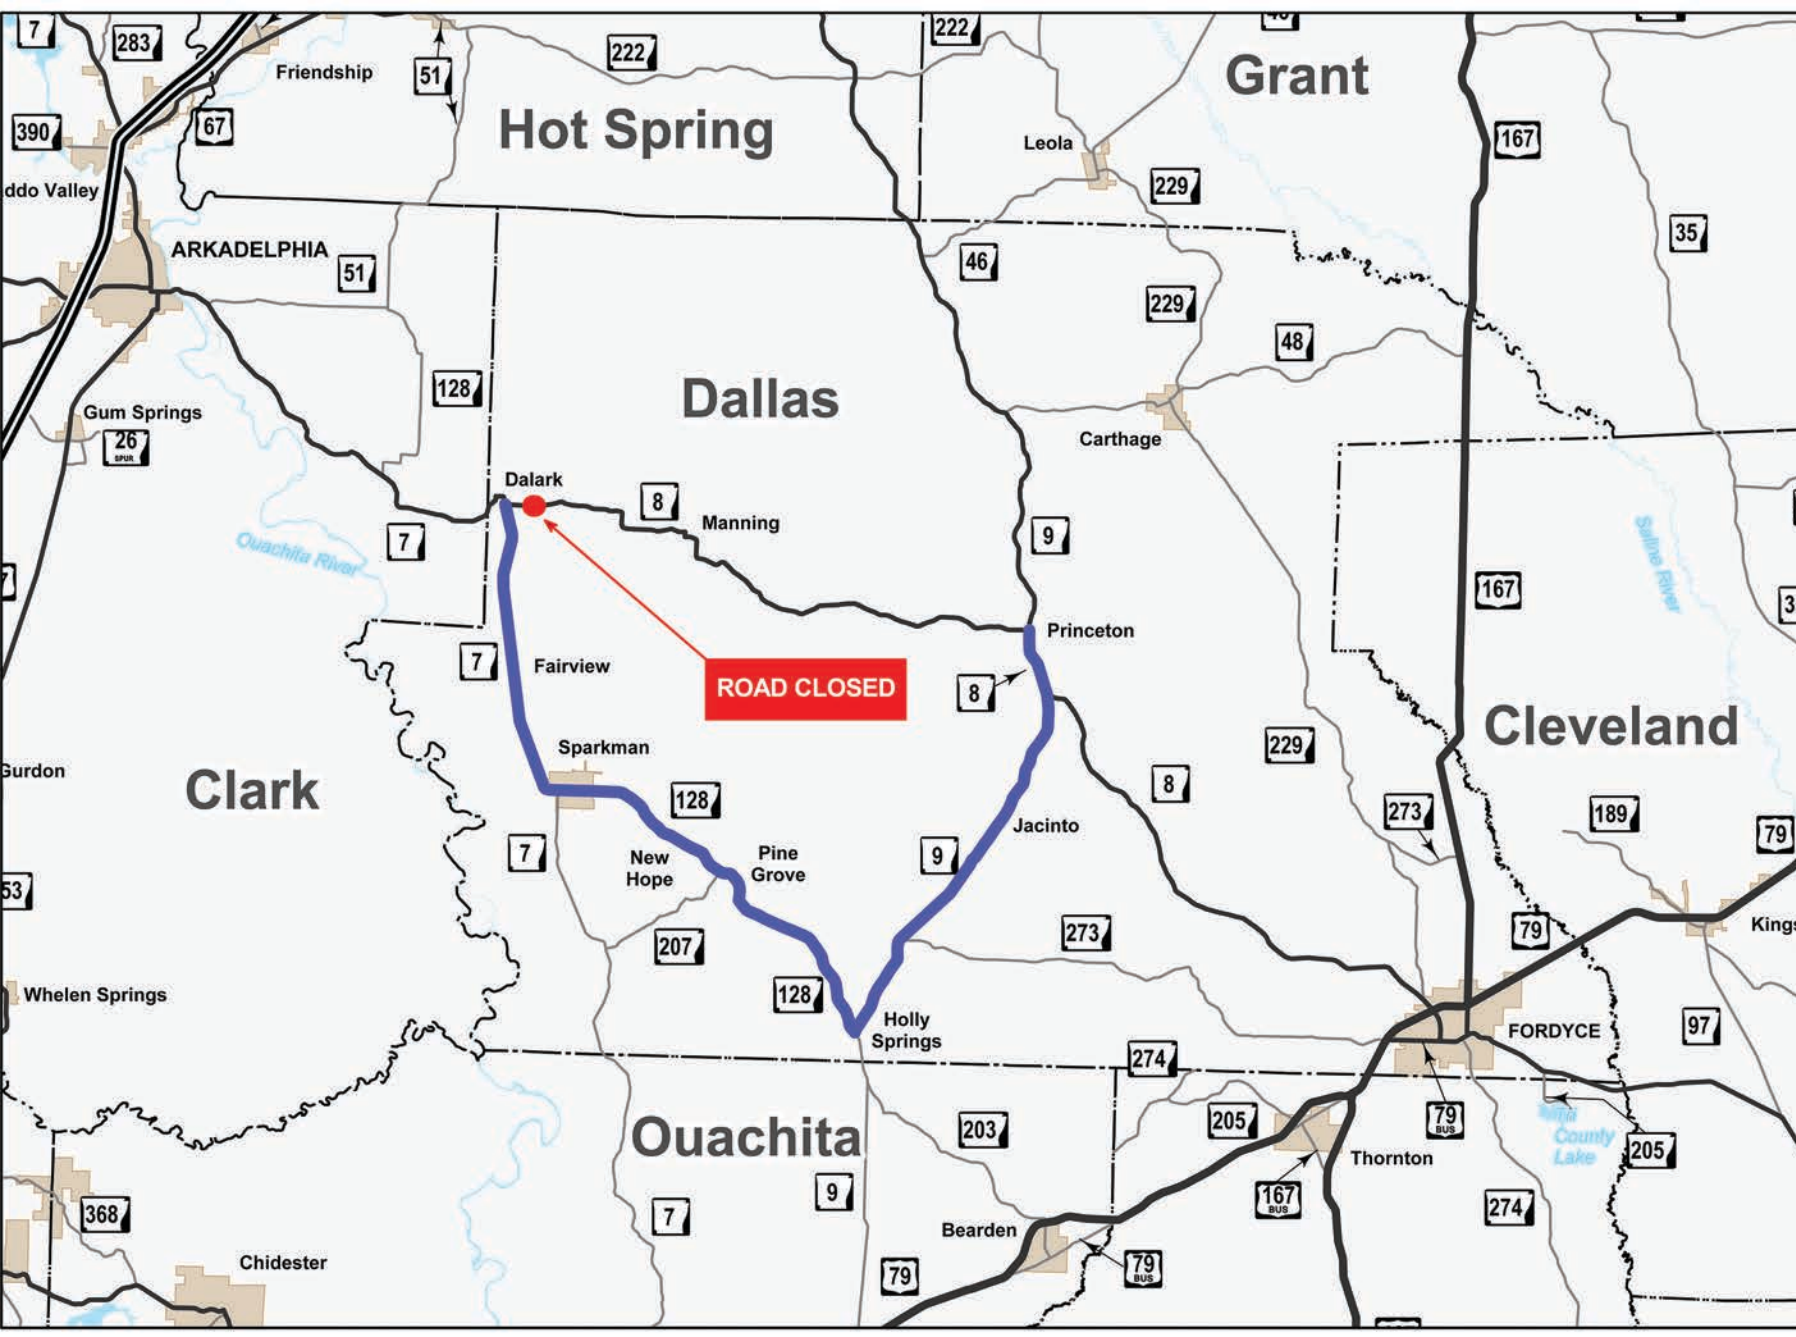 7
283
Friendship
51
222
222
Grant
390
67
Hot Spring
Leola
167
229
ddo Valley
ARKADELPHIA
51
46
35
229
48
128
Dallas
Gum Springs
26
SPUR
Carthage
Dalark
8
Manning
9
7
Ouachita River
Saline River
167
7
Princeton
Fairview
ROAD CLOSED
8
Cleveland
Sparkman
229
Gurdon
Clark
128
8
273
189
79
Jacinto
7
New
Hope
Pine
Grove
9
53
207
273
79
Kings
Whelen Springs
128
Holly
Springs
FORDYCE
97
274
Ouachita
203
205
79
BUS
County
Lake
205
Thornton
9
167
BUS
274
368
7
Bearden
Chidester
79
79
BUS